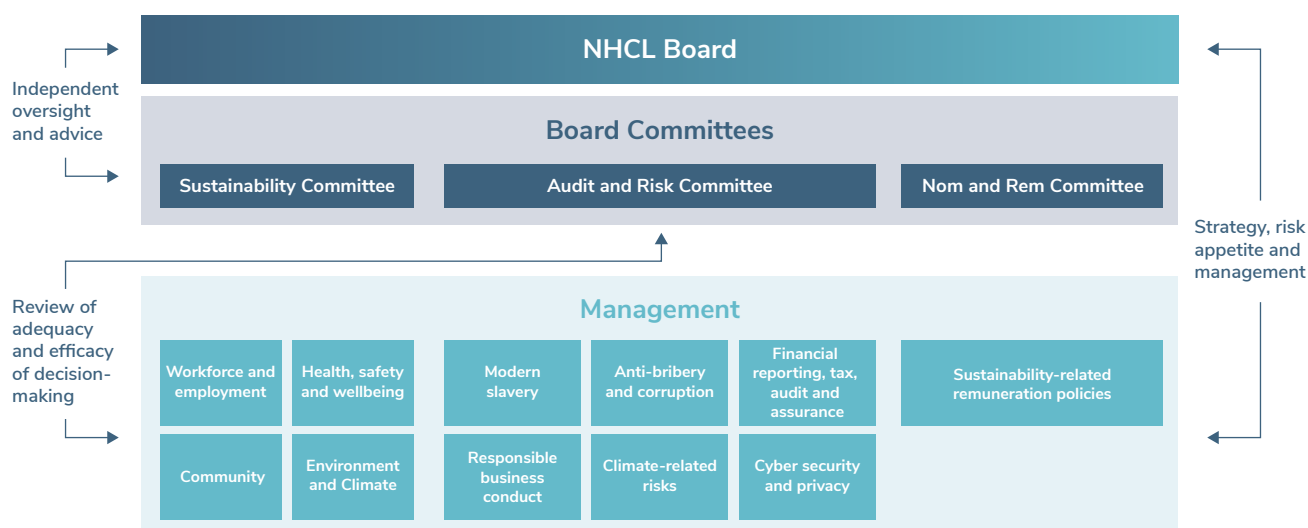 NHCL Board
Independent
oversight
and advice
Board Committees
Sustainability Committee
Audit and Risk Committee
Nom and Rem Committee
Strategy, risk
appetite and
management
Review of
adequacy
and efficacy
of decision-
making
Management
Workforce and
employment
Health, safety
and wellbeing
Modern
slavery
Anti-bribery
and corruption
Financial
reporting, tax,
audit and
assurance
Sustainability-related
remuneration policies
Community
Environment
and Climate
Responsible
business
conduct
Climate-related
risks
Cyber security
and privacy